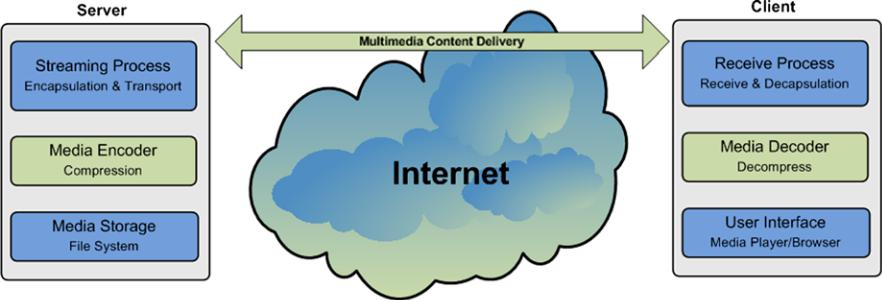 Server
Streaming Process
Encapsulation & Transport
Media Encoder
Compression
Media Storage
File System
Multimedia Content Delivery
Internet
Client
Receive Process
Receive & Decapsulation
Media Decoder
Decompress
User Interface
Media Player/Browser